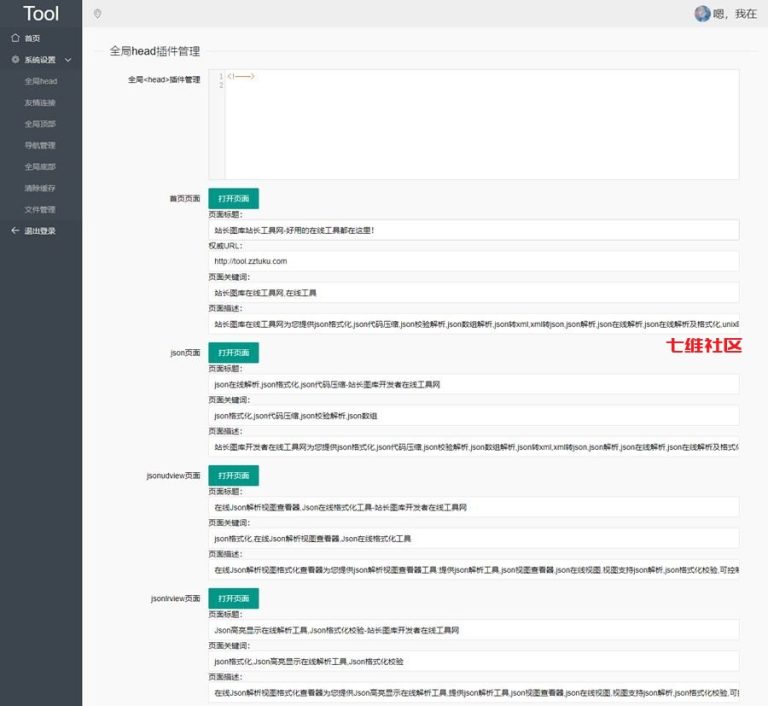 Tool
嗯，我在
首页
系统设置
全局head
友情连接
全局顶部
导航管理
全局底部
清除缓存
文件管理
退出登录
全局head插件管理
全局<head>插件管理
1 <!---->
2
首页页面
打开页面
页面标题:
站长图库站长工具网-好用的在线工具都在这里!
权威URL:
http://tool.zztuku.com
页面关键词:
站长图库在线工具网,在线工具
页面描述:
站长图库在线工具网为您提供json格式化,json代码压缩,json校验解析,json数组解析,json转xml,xml转json,json解析,json在线解析,json在线解析及格式化,unix
七维社区
json页面
打开页面
页面标题:
json在线解析,json格式化,json代码压缩-站长图库开发者在线工具网
页面关键词:
json格式化,json代码压缩,json校验解析,json数组
页面描述:
站长图库开发者在线工具网为您提供json格式化,json代码压缩,json校验解析,json数组解析,json转xml,xml转json,json解析,json在线解析,json在线解析及格式化
jsonudview页面
打开页面
页面标题:
在线Json解析视图查看器,Json在线格式化工具-站长图库开发者在线工具网
页面关键词:
json格式化,在线Json解析视图查看器,Json在线格式化工具
页面描述:
在线Json解析视图格式化查看器为您提供json解析视图查看器工具,提供json解析工具,json视图查看器,json在线视图,视图支持json解析,json格式化校验,可控制
jsonlrview页面
打开页面
页面标题:
Json高亮显示在线解析工具,Json格式化校验-站长图库开发者在线工具网
页面关键词:
json格式化,Json高亮显示在线解析工具,Json格式化校验
页面描述:
在线Json解析视图格式化查看器为您提供Json高亮显示在线解析工具,提供json解析工具,json视图查看器,json在线视图,视图支持json解析,json格式化校验,可